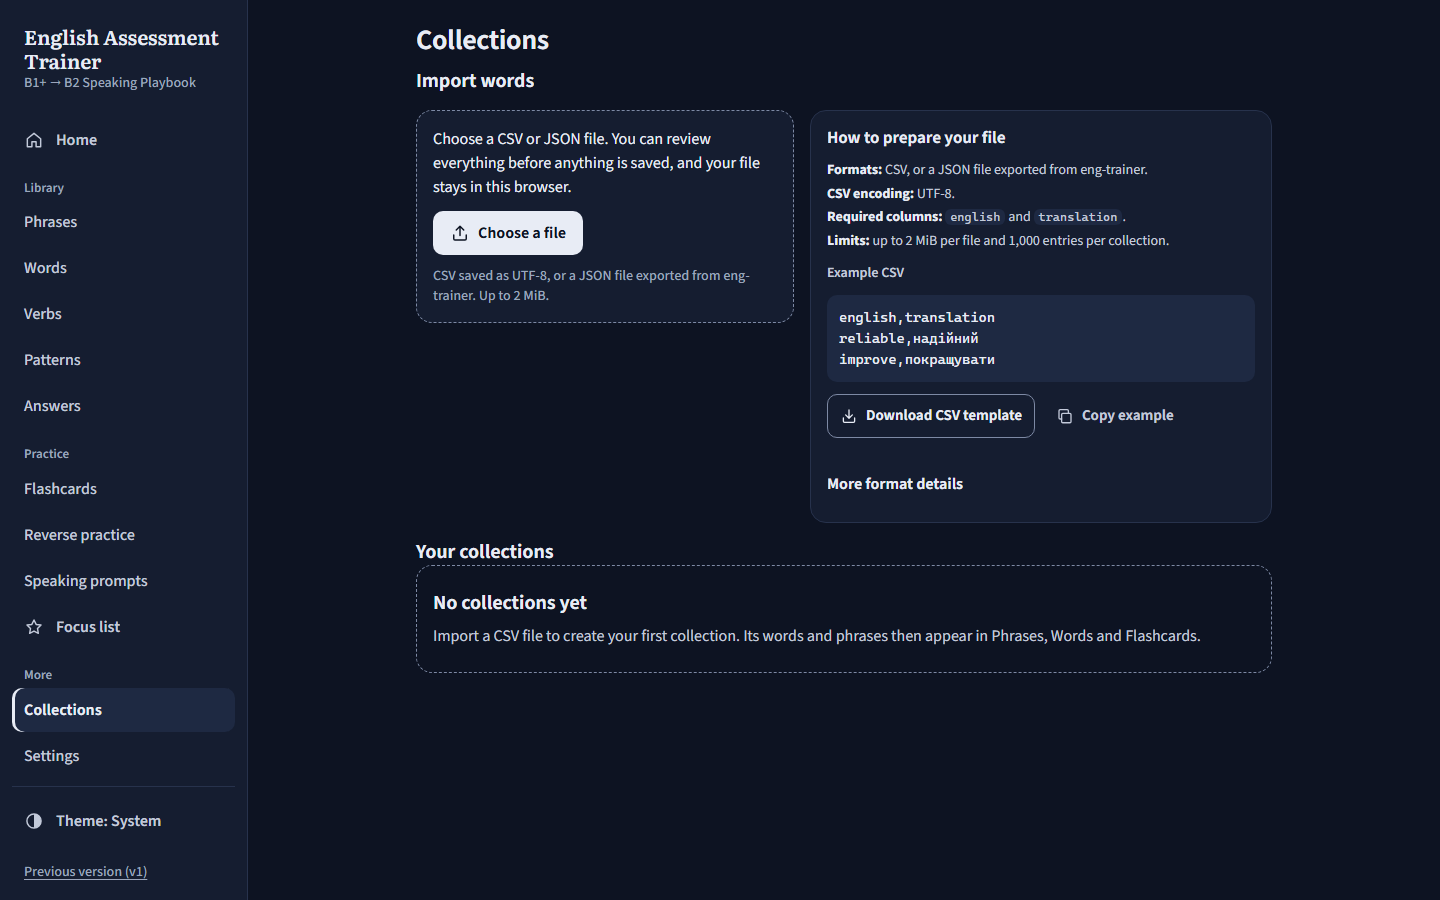 English Assessment
Trainer
B1+ → B2 Speaking Playbook
Home
Library
Phrases
Words
Verbs
Patterns
Answers
Practice
Flashcards
Reverse practice
Speaking prompts
Focus list
More
Collections
Settings
Theme: System
Previous version (v1)
Collections
Import words
Choose a CSV or JSON file. You can review
everything before anything is saved, and your file
stays in this browser.
Choose a file
CSV saved as UTF-8, or a JSON file exported from eng-
trainer. Up to 2 MiB.
How to prepare your file
Formats: CSV, or a JSON file exported from eng-trainer.
CSV encoding: UTF-8.
Required columns: english and translation.
Limits: up to 2 MiB per file and 1,000 entries per collection.
Example CSV
english,translation
reliable,надійний
improve,покращувати
Download CSV template
Copy example
More format details
Your collections
No collections yet
Import a CSV file to create your first collection. Its words and phrases then appear in Phrases, Words and Flashcards.